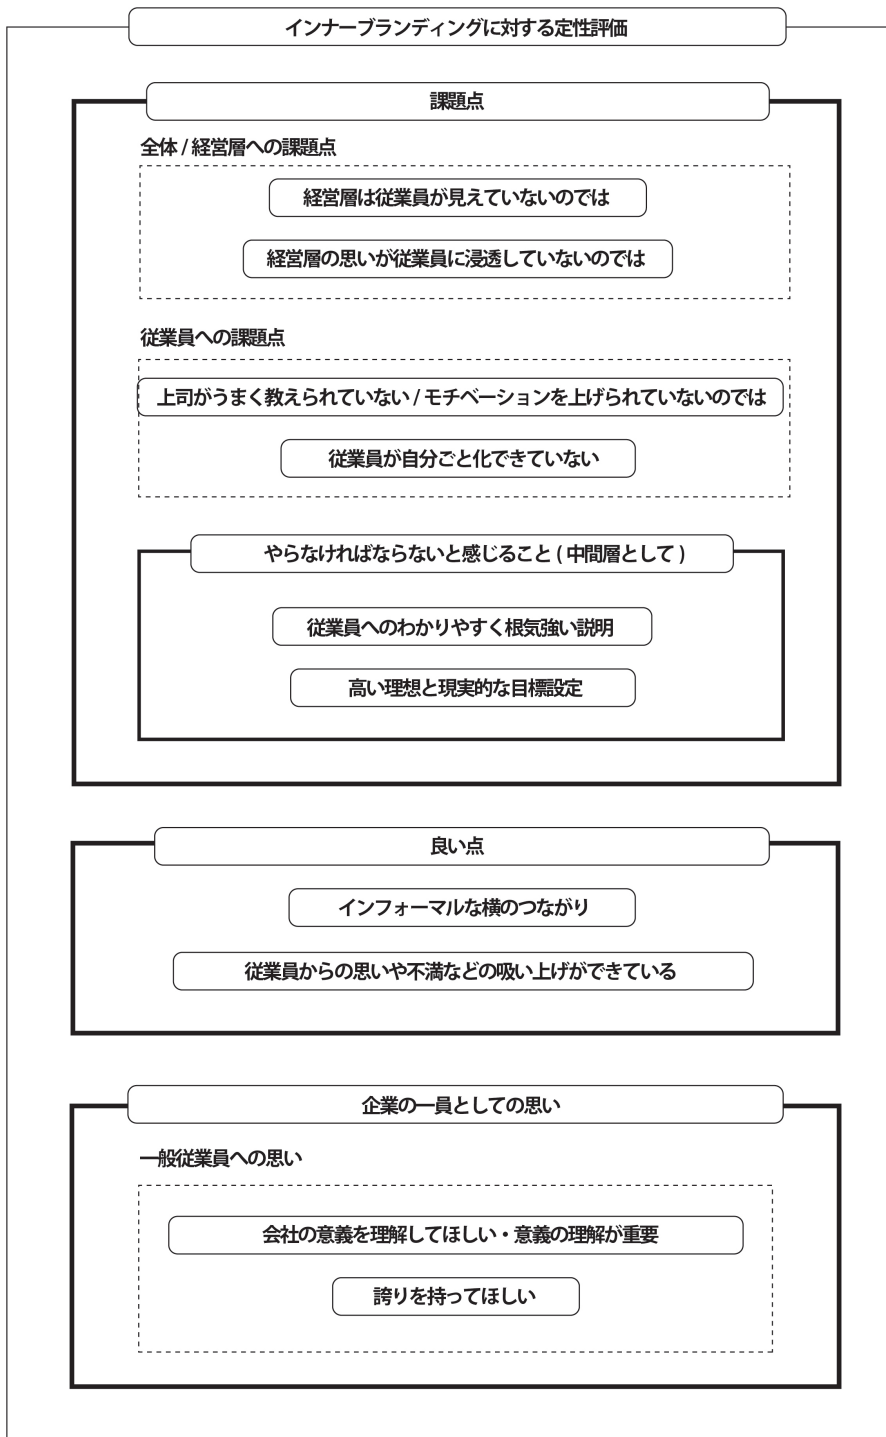 インナーブランディングに対する定性評価
課題点
全体 / 経営層への課題点
経営層は従業員が見えていないのでは
経営層の思いが従業員に浸透していないのでは
従業員への課題点
上司がうまく教えられていない / モチベーションを上げられていないのでは
従業員が自分ごと化できていない
やらなければならないと感じること ( 中間層として )
従業員へのわかりやすく根気強い説明
高い理想と現実的な目標設定
良い点
インフォーマルな横のつながり
従業員からの思いや不満などの吸い上げができている
企業の一員としての思い
一般従業員への思い
会社の意義を理解してほしい・意義の理解が重要
誇りを持ってほしい